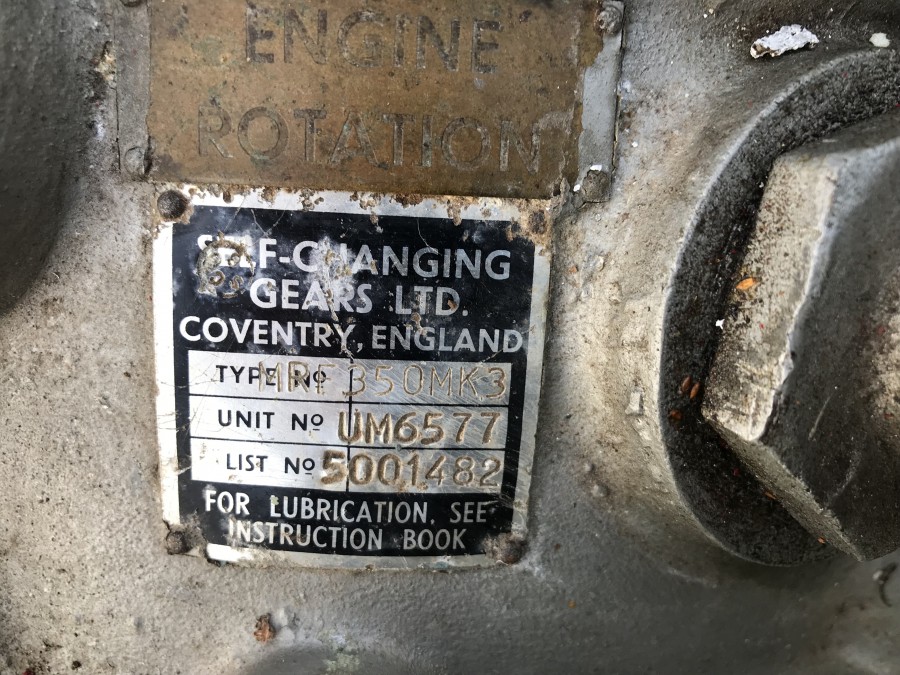 ENGINE
ROTATION
SELF-CHANGING
GEARS LTD.
COVENTRY, ENGLAND
TYPE Nº MRF350MK3
UNIT Nº UM6577
LIST Nº 5001482
FOR LUBRICATION, SEE
INSTRUCTION BOOK